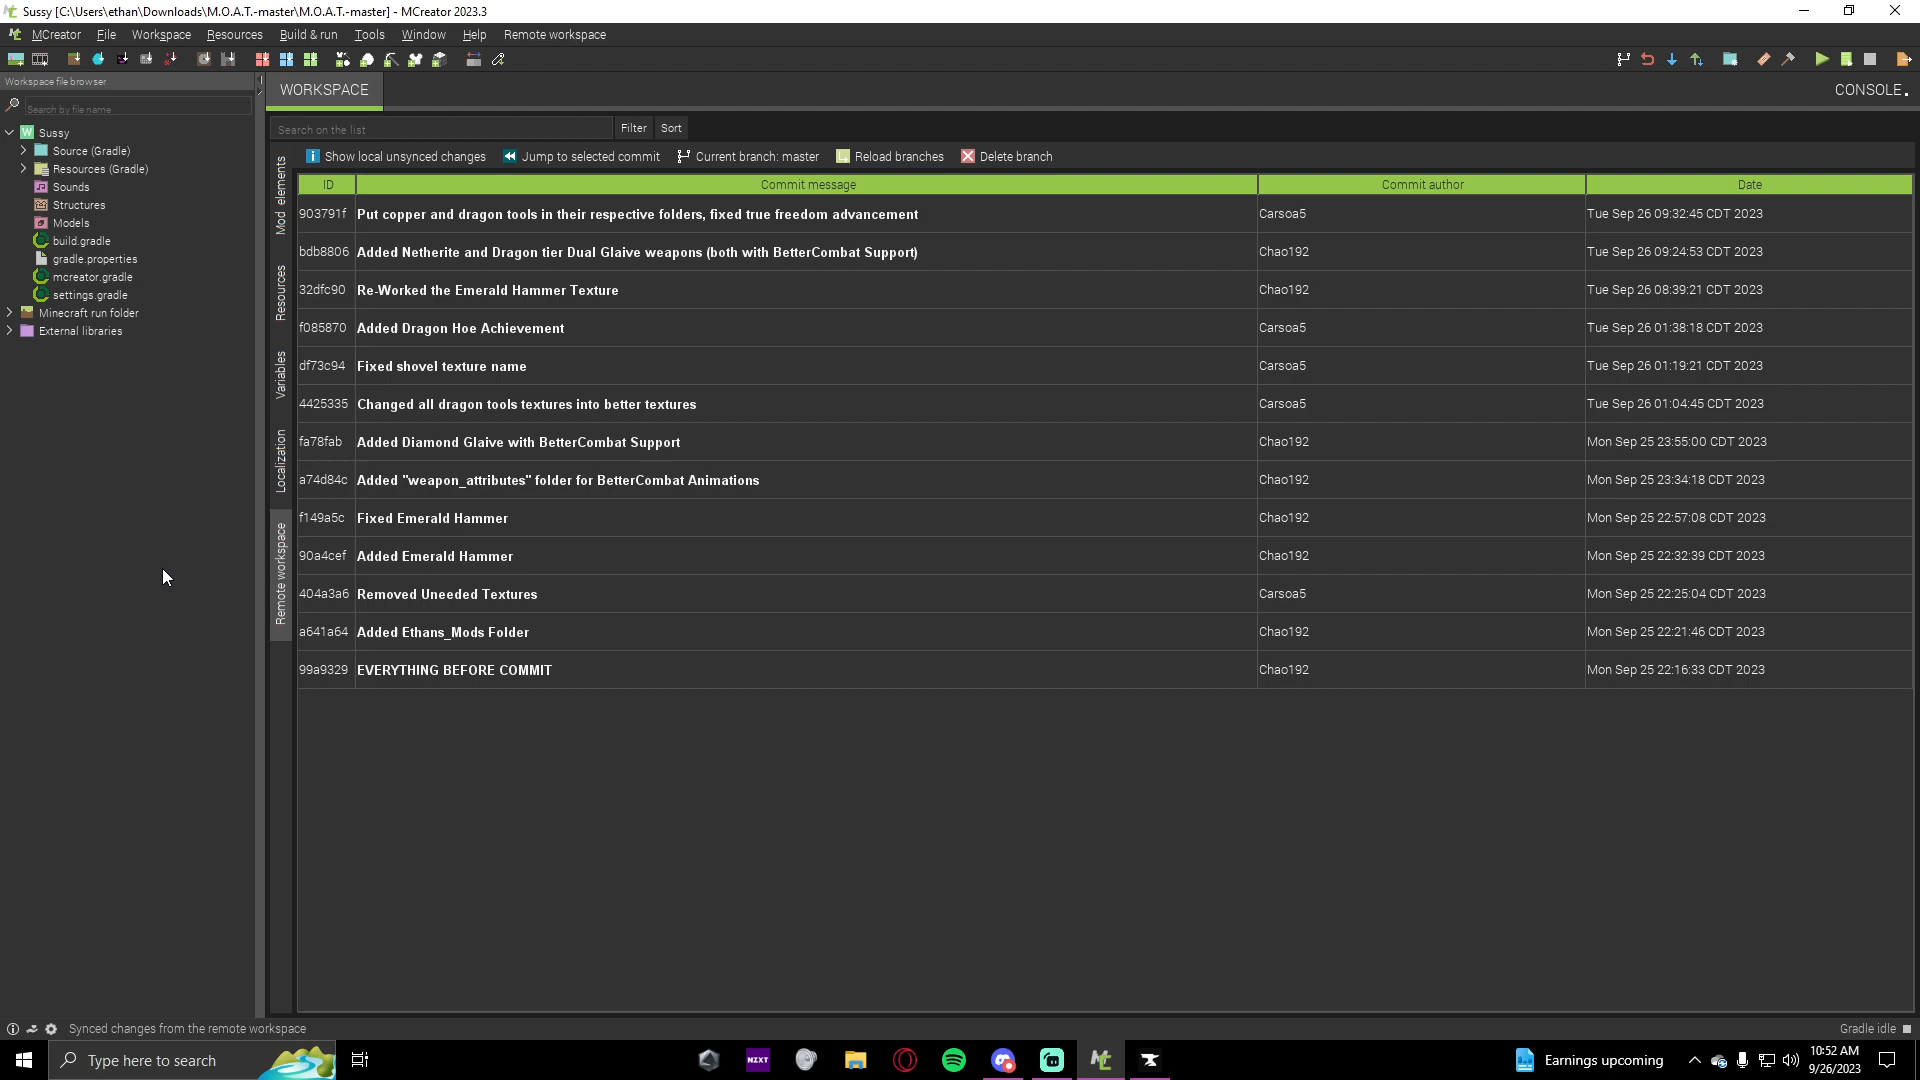 Sussy [C:\Users\ethan\Downloads\M.O.A.T.-master\M.O.A.T.-master] - MCreator 2023.3
MCreator File Workspace Resources Build & run Tools Window Help Remote workspace
Workspace file browser
Search by file name
Sussy
Source (Gradle)
Resources (Gradle)
Sounds
Structures
Models
build.gradle
gradle.properties
mcreator.gradle
settings.gradle
Minecraft run folder
External libraries
WORKSPACE
CONSOLE
Search on the list
Filter
Sort
Mod elements
Resources
Variables
Localization
Remote workspace
Show local unsynced changes Jump to selected commit Current branch: master Reload branches Delete branch
ID Commit message Commit author Date
903791f Put copper and dragon tools in their respective folders, fixed true freedom advancement Carsoa5 Tue Sep 26 09:32:45 CDT 2023
bdb8806 Added Netherite and Dragon tier Dual Glaive weapons (both with BetterCombat Support) Chao192 Tue Sep 26 09:24:53 CDT 2023
32dfc90 Re-Worked the Emerald Hammer Texture Chao192 Tue Sep 26 08:39:21 CDT 2023
f085870 Added Dragon Hoe Achievement Carsoa5 Tue Sep 26 01:38:18 CDT 2023
df73c94 Fixed shovel texture name Carsoa5 Tue Sep 26 01:19:21 CDT 2023
4425335 Changed all dragon tools textures into better textures Carsoa5 Tue Sep 26 01:04:45 CDT 2023
fa78fab Added Diamond Glaive with BetterCombat Support Chao192 Mon Sep 25 23:55:00 CDT 2023
a74d84c Added "weapon_attributes" folder for BetterCombat Animations Chao192 Mon Sep 25 23:34:18 CDT 2023
f149a5c Fixed Emerald Hammer Chao192 Mon Sep 25 22:57:08 CDT 2023
90a4cef Added Emerald Hammer Chao192 Mon Sep 25 22:32:39 CDT 2023
404a3a6 Removed Uneeded Textures Carsoa5 Mon Sep 25 22:25:04 CDT 2023
a641a64 Added Ethans_Mods Folder Chao192 Mon Sep 25 22:21:46 CDT 2023
99a9329 EVERYTHING BEFORE COMMIT Chao192 Mon Sep 25 22:16:33 CDT 2023
Synced changes from the remote workspace
Gradle idle
Type here to search
NZXT
Earnings upcoming
10:52 AM
9/26/2023